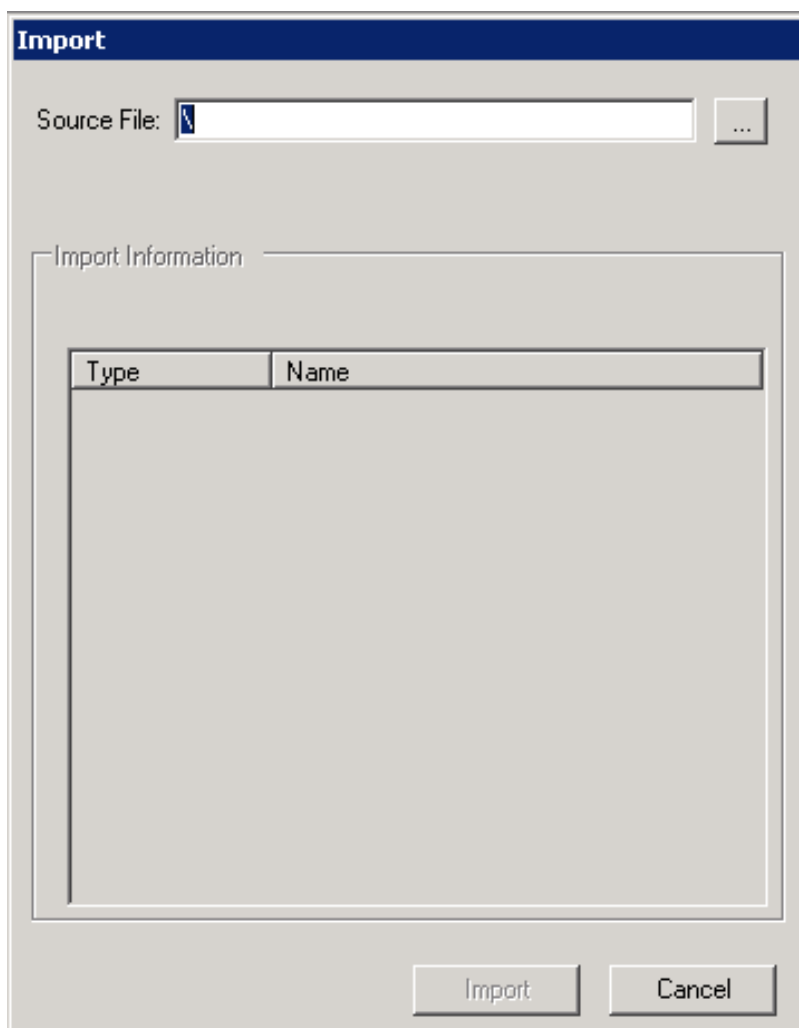 Import
Source File: \ ...
Import Information
Type Name
Import Cancel